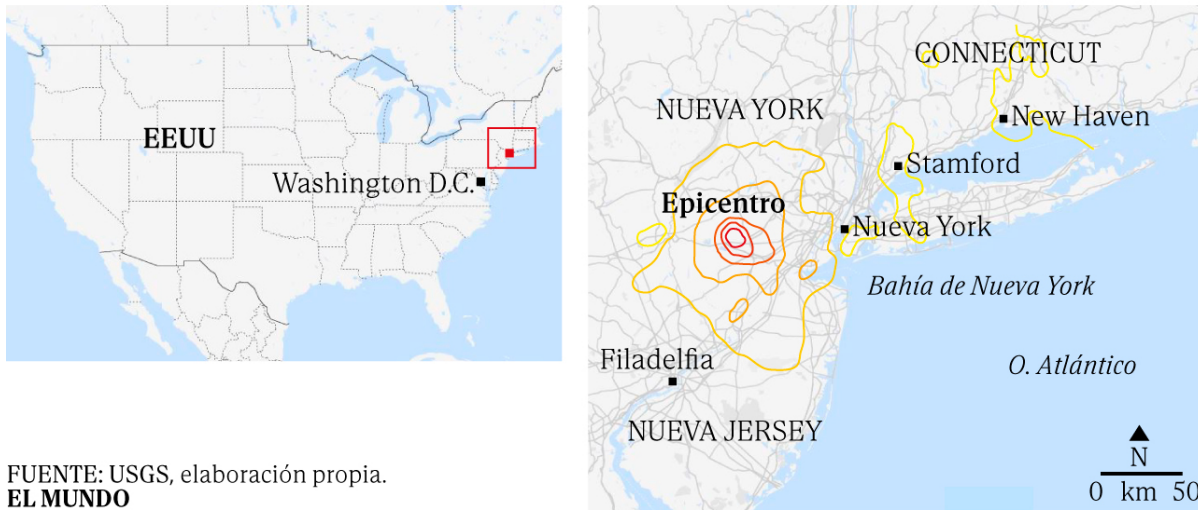 EEUU
Washington D.C.
FUENTE: USGS, elaboración propia.
EL MUNDO
CONNECTICUT
NUEVA YORK
New Haven
Stamford
Epicentro
Nueva York
Bahía de Nueva York
Filadelfia
O. Atlántico
NUEVA JERSEY
N
0 km 50